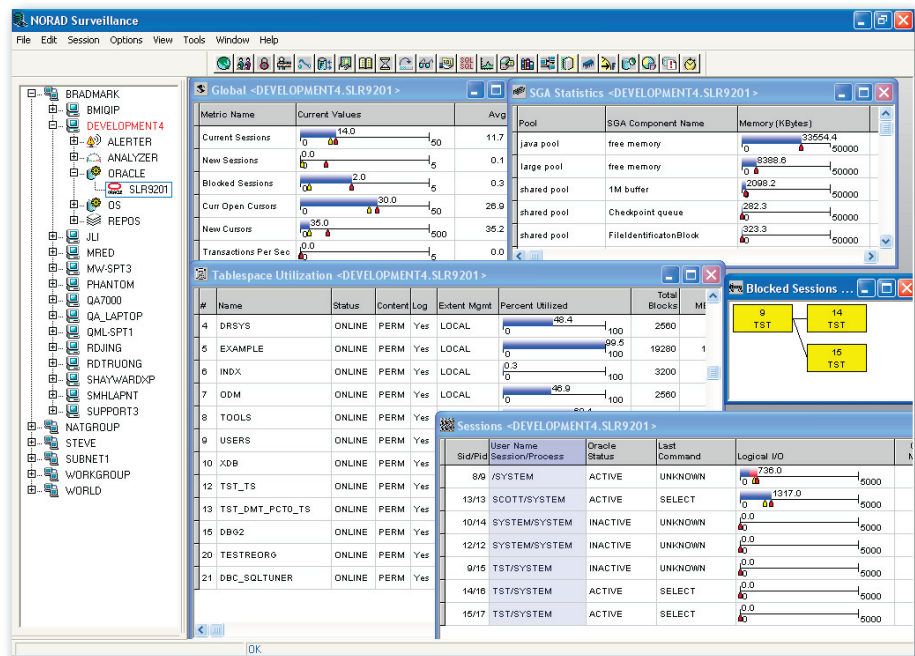 NORAD Surveillance
File Edit Session Options View Tools Window Help
BRADMARK
BMIQIP
DEVELOPMENT4
ALERTER
ANALYZER
ORACLE
SLR9201
OS
REPOS
JLI
MRED
MW-SPT3
PHANTOM
QA7000
QA_LAPTOP
QML-SPT1
RDJING
RDTRUONG
SHAYWARDXP
SMHLAPNT
SUPPORT3
NATGROUP
STEVE
SUBNET1
WORKGROUP
WORLD
Global <DEVELOPMENT4.SLR9201>
Metric Name Current Values Avg
Current Sessions 14.0 0 50 11.7
New Sessions 0.0 0 5 0.1
Blocked Sessions 2.0 0 5 0.3
Curr Open Cursors 30.0 0 50 26.9
New Cursors 35.0 0 500 35.2
Transactions Per Sec 0.0 0.0
SGA Statistics <DEVELOPMENT4.SLR9201>
Pool SGA Component Name Memory (KBytes)
java pool free memory 33554.4 0 50000
large pool free memory 8388.6 0 50000
shared pool 1M buffer 2098.2 0 50000
shared pool Checkpoint queue 282.3 0 50000
shared pool FileIdentificatonBlock 323.3 0 50000
Tablespace Utilization <DEVELOPMENT4.SLR9201>
# Name Status Content Log Extent Mgmt Percent Utilized Total Blocks
4 DRSYS ONLINE PERM Yes LOCAL 48.4 0 100 2560
5 EXAMPLE ONLINE PERM Yes LOCAL 99.5 0 100 19280 1
6 INDX ONLINE PERM Yes LOCAL 0.3 0 100 3200
7 ODM ONLINE PERM Yes LOCAL 46.9 0 100 2560
8 TOOLS ONLINE PERM Yes LOCAL
9 USERS ONLINE PERM Yes
10 XDB ONLINE PERM Yes
12 TST_TS ONLINE PERM Yes
13 TST_DMT_PCT0_TS ONLINE PERM Yes
15 DBG2 ONLINE PERM Yes
20 TESTREORG ONLINE PERM Yes
21 DBC_SQLTUNER ONLINE PERM Yes
Blocked Sessions ...
9 TST
14 TST
15 TST
Sessions <DEVELOPMENT4.SLR9201>
Sid/Pid User Name Session/Process Oracle Status Last Command Logical I/O
8/9 /SYSTEM ACTIVE UNKNOWN 736.0 0 5000
13/13 SCOTT/SYSTEM ACTIVE SELECT 1317.0 0 5000
10/14 SYSTEM/SYSTEM INACTIVE UNKNOWN 0.0 0 5000
12/12 SYSTEM/SYSTEM INACTIVE UNKNOWN 0.0 0 5000
9/15 TST/SYSTEM INACTIVE UNKNOWN 0.0 0 5000
14/16 TST/SYSTEM ACTIVE SELECT 0.0 0 5000
15/17 TST/SYSTEM ACTIVE SELECT 0.0 0 5000
OK